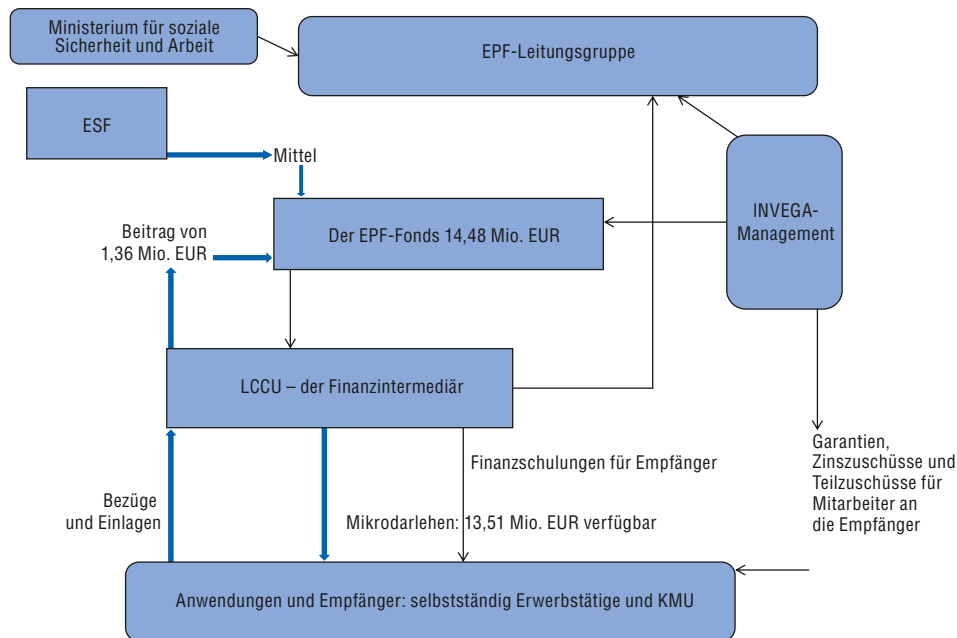 Ministerium für soziale
Sicherheit und Arbeit
EPF-Leitungsgruppe
ESF
Mittel
INVEGA-
Management
Beitrag von
1,36 Mio. EUR
Der EPF-Fonds 14,48 Mio. EUR
LCCU – der Finanzintermediär
Garantien,
Zinszuschüsse und
Teilzuschüsse für
Mitarbeiter an
die Empfänger
Finanzschulungen für Empfänger
Bezüge
und Einlagen
Mikrodarlehen: 13,51 Mio. EUR verfügbar
Anwendungen und Empfänger: selbstständig Erwerbstätige und KMU